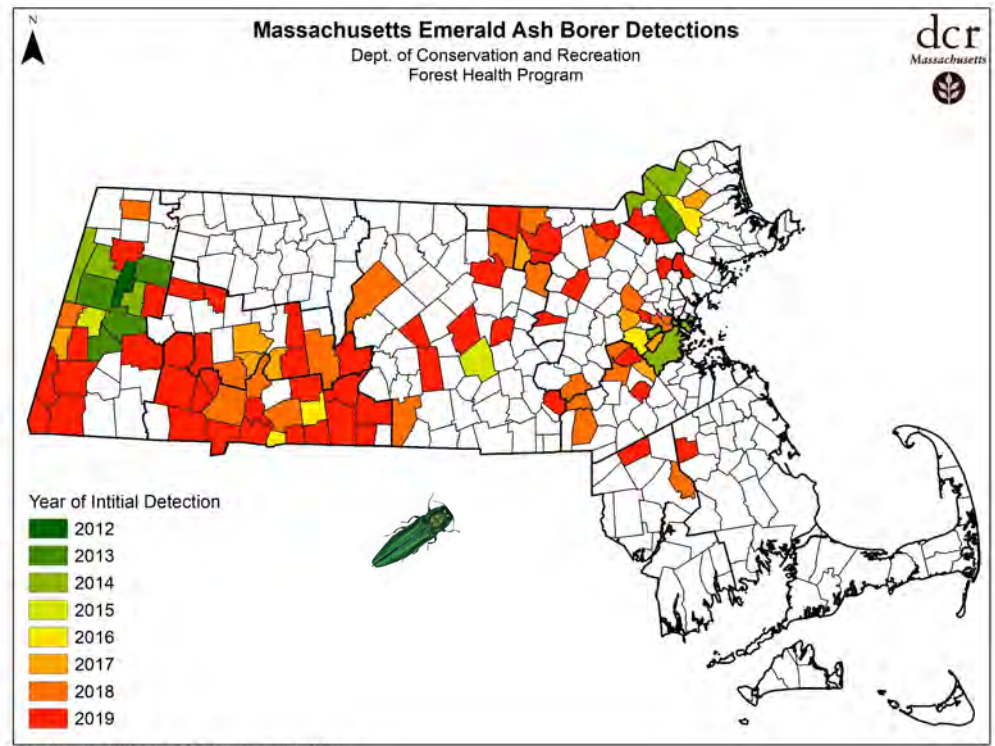 N
Massachusetts Emerald Ash Borer Detections
Dept. of Conservation and Recreation
Forest Health Program
dcr
Massachusetts
Year of Intitial Detection
2012
2013
2014
2015
2016
2017
2018
2019